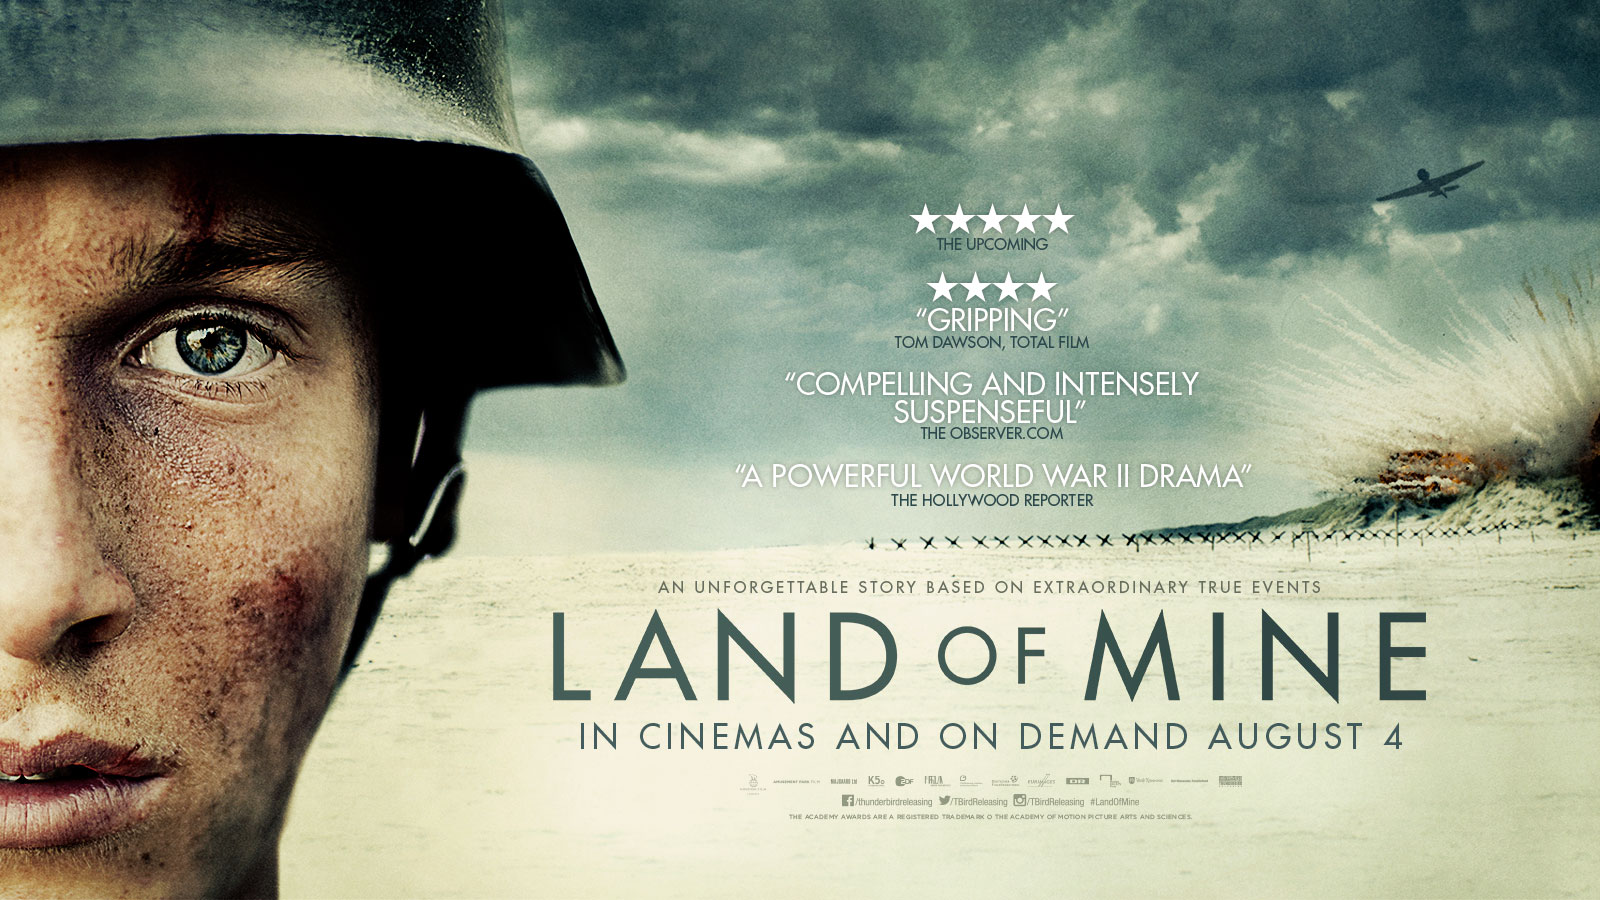 THE UPCOMING
“GRIPPING”
TOM DAWSON, TOTAL FILM
“COMPELLING AND INTENSELY
SUSPENSEFUL”
THE OBSERVER.COM
“A POWERFUL WORLD WAR II DRAMA”
THE HOLLYWOOD REPORTER
AN UNFORGETTABLE STORY BASED ON EXTRAORDINARY TRUE EVENTS
LAND OF MINE
IN CINEMAS AND ON DEMAND AUGUST 4
K5 ZDF
/thunderbirdreleasing /TBirdReleasing /TBirdReleasing #LandOfMine
THE ACADEMY AWARDS ARE A REGISTERED TRADEMARK O THE ACADEMY OF MOTION PICTURE ARTS AND SCIENCES.